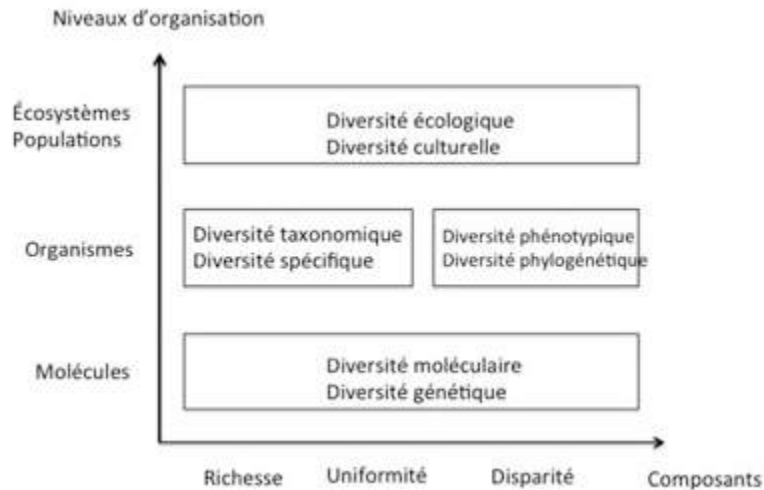 Niveaux d'organisation
Écosystèmes
Populations
Diversité écologique
Diversité culturelle
Organismes
Diversité taxonomique
Diversité spécifique
Diversité phénotypique
Diversité phylogénétique
Molécules
Diversité moléculaire
Diversité génétique
Richesse
Uniformité
Disparité
Composants